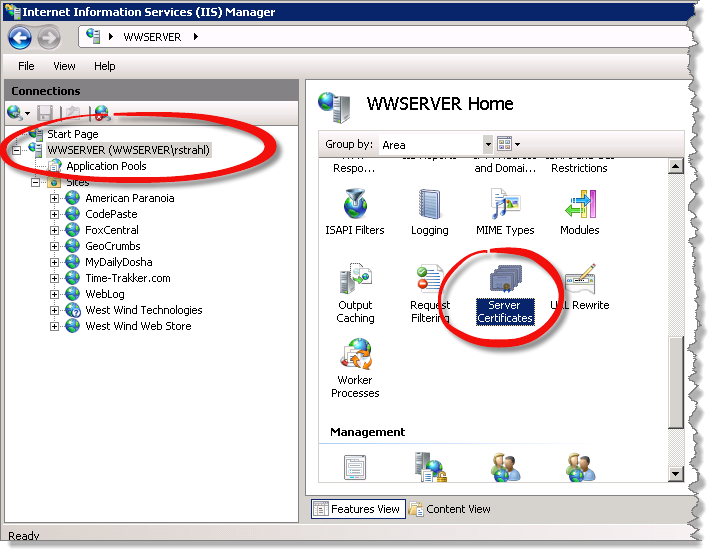 Internet Information Services (IIS) Manager
WWSERVER
File View Help
Connections
Start Page
WWSERVER (WWSERVER\rstrahl)
Application Pools
Sites
American Paranoia
CodePaste
FoxCentral
GeoCrumbs
MyDailyDosha
Time-Trakker.com
WebLog
West Wind Technologies
West Wind Web Store
WWSERVER Home
Group by: Area
Respo... and Domai... Restrictions
ISAPI Filters Logging MIME Types Modules
Output Request Server URL Rewrite
Caching Filtering Certificates
Worker
Processes
Management
Features View Content View
Ready